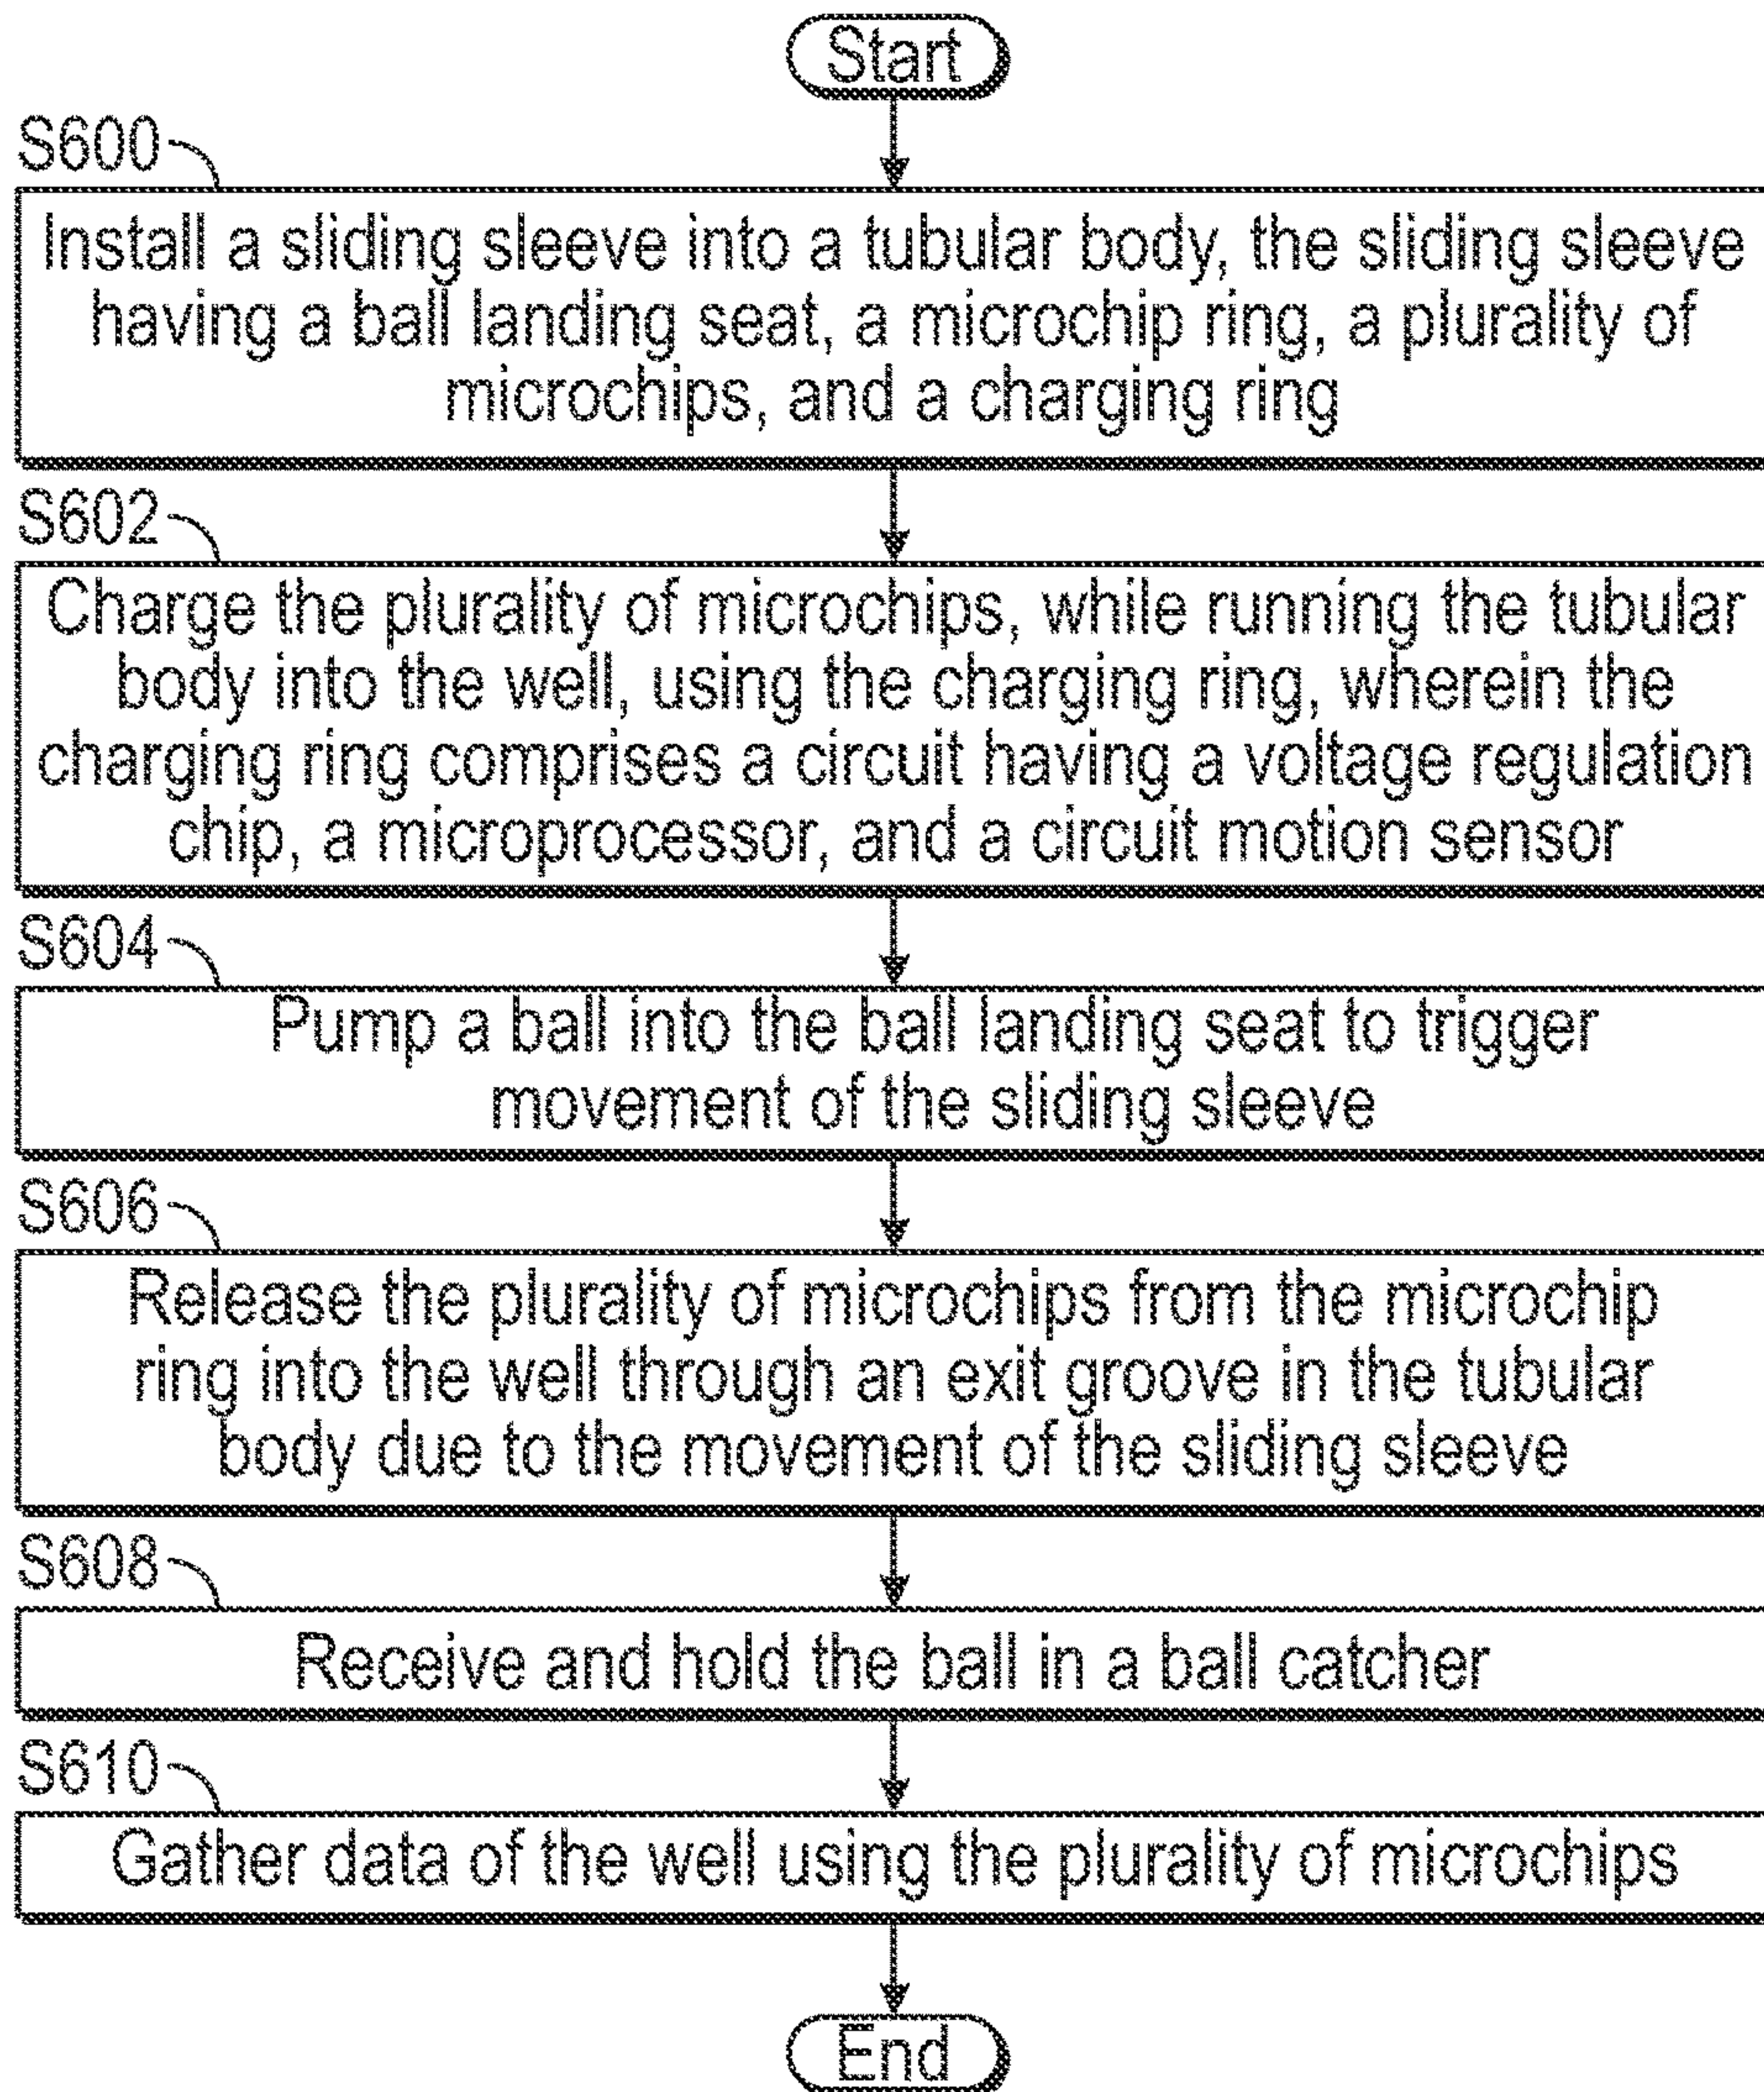 Start
S600
Install a sliding sleeve into a tubular body, the sliding sleeve
having a ball landing seat, a microchip ring, a plurality of
microchips, and a charging ring
S602
Charge the plurality of microchips, while running the tubular
body into the well, using the charging ring, wherein the
charging ring comprises a circuit having a voltage regulation
chip, a microprocessor, and a circuit motion sensor
S604
Pump a ball into the ball landing seat to trigger
movement of the sliding sleeve
S606
Release the plurality of microchips from the microchip
ring into the well through an exit groove in the tubular
body due to the movement of the sliding sleeve
S608
Receive and hold the ball in a ball catcher
S610
Gather data of the well using the plurality of microchips
End